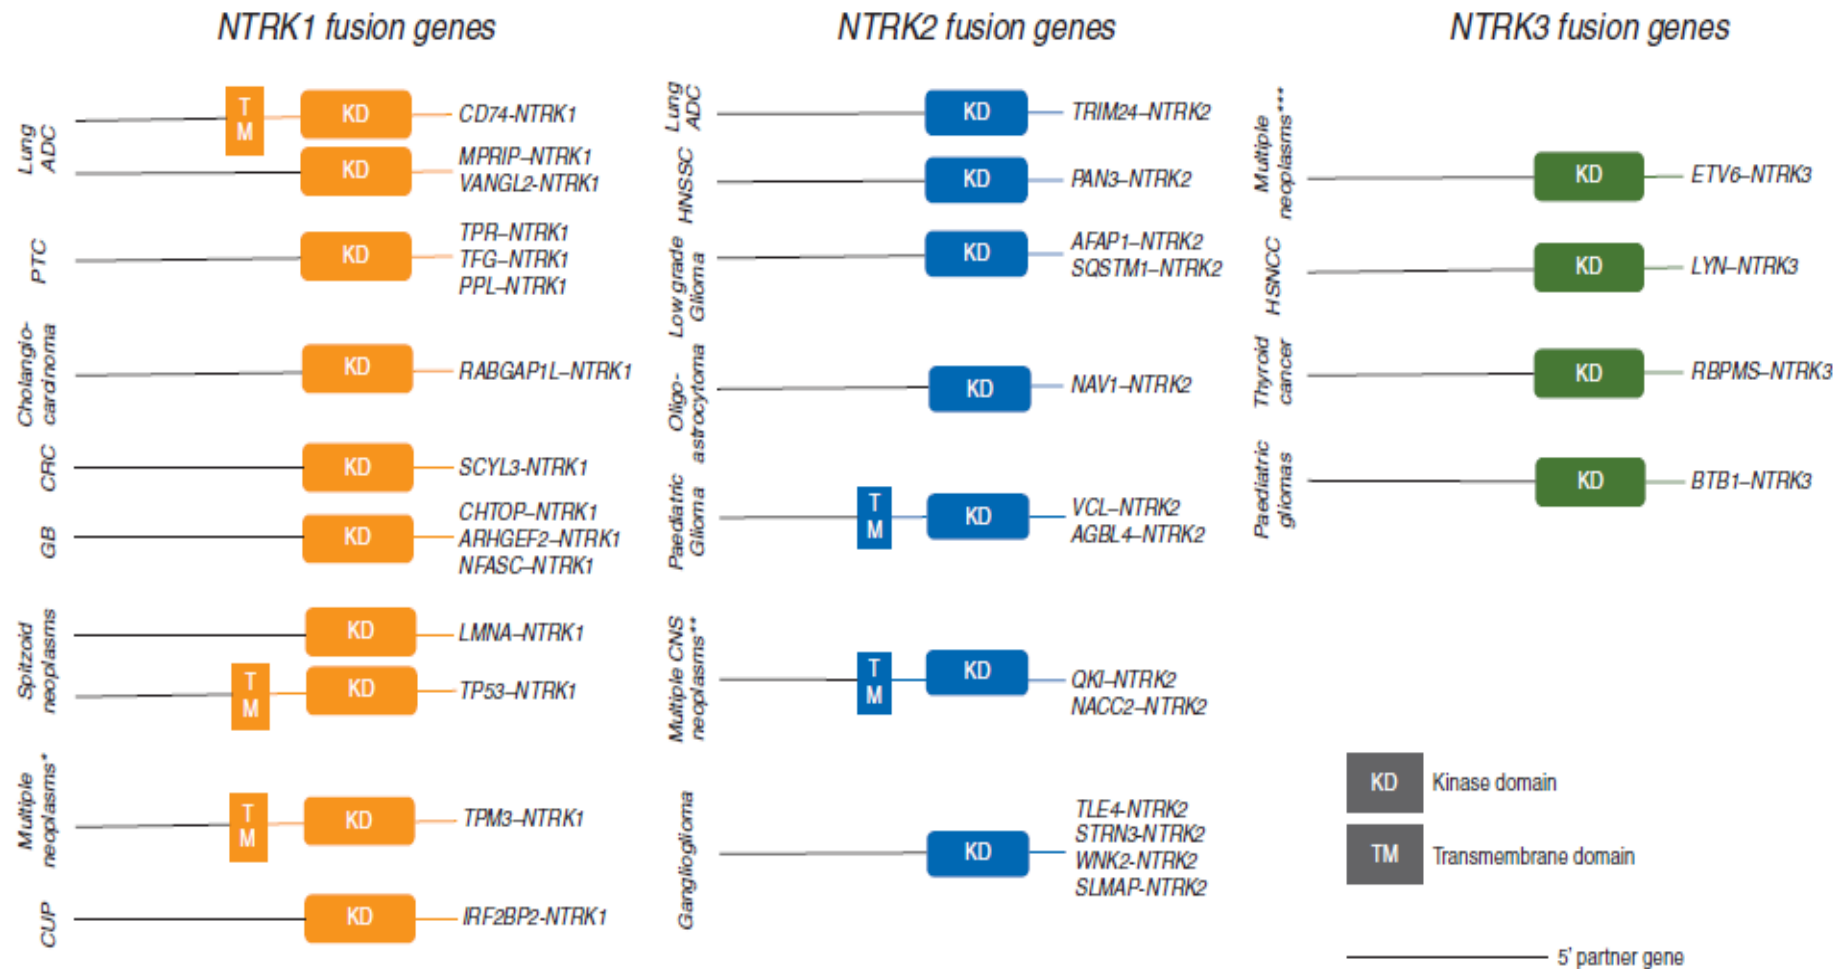 NTRK1 fusion genes
Lung
ADC
T
M
KD
CD74-NTRK1
KD
MPRIP–NTRK1
VANGL2-NTRK1
PTC
KD
TPR–NTRK1
TFG–NTRK1
PPL–NTRK1
Cholangio-
cardnoma
KD
RABGAP1L–NTRK1
CRC
KD
SCYL3-NTRK1
GB
KD
CHTOP–NTRK1
ARHGEF2–NTRK1
NFASC–NTRK1
Spitzoid
neoplasms
KD
LMNA–NTRK1
T
M
KD
TP53–NTRK1
Multiple
neoplasms*
T
M
KD
TPM3–NTRK1
CUP
KD
IRF2BP2-NTRK1
NTRK2 fusion genes
Lung
ADC
KD
TRIM24–NTRK2
HNSSC
KD
PAN3–NTRK2
Low grade
Glioma
KD
AFAP1–NTRK2
SQSTM1–NTRK2
Oligo-
astrocytoma
KD
NAV1–NTRK2
Paediatric
Glioma
T
M
KD
VCL–NTRK2
AGBL4–NTRK2
Multiple CNS
neoplasms**
T
M
KD
QKI–NTRK2
NACC2–NTRK2
Ganglioglioma
KD
TLE4-NTRK2
STRN3-NTRK2
WNK2-NTRK2
SLMAP-NTRK2
NTRK3 fusion genes
Multiple
neoplasms***
KD
ETV6–NTRK3
HSNCC
KD
LYN–NTRK3
Thyroid
cancer
KD
RBPMS–NTRK3
Paediatric
gliomas
KD
BTB1–NTRK3
KD
Kinase domain
TM
Transmembrane domain
5' partner gene